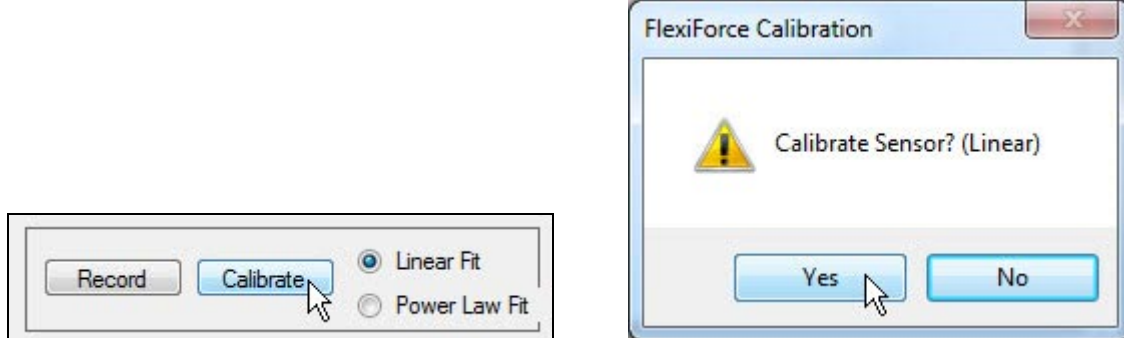 Record
Calibrate
Linear Fit
Power Law Fit
FlexiForce Calibration
Calibrate Sensor? (Linear)
Yes
No